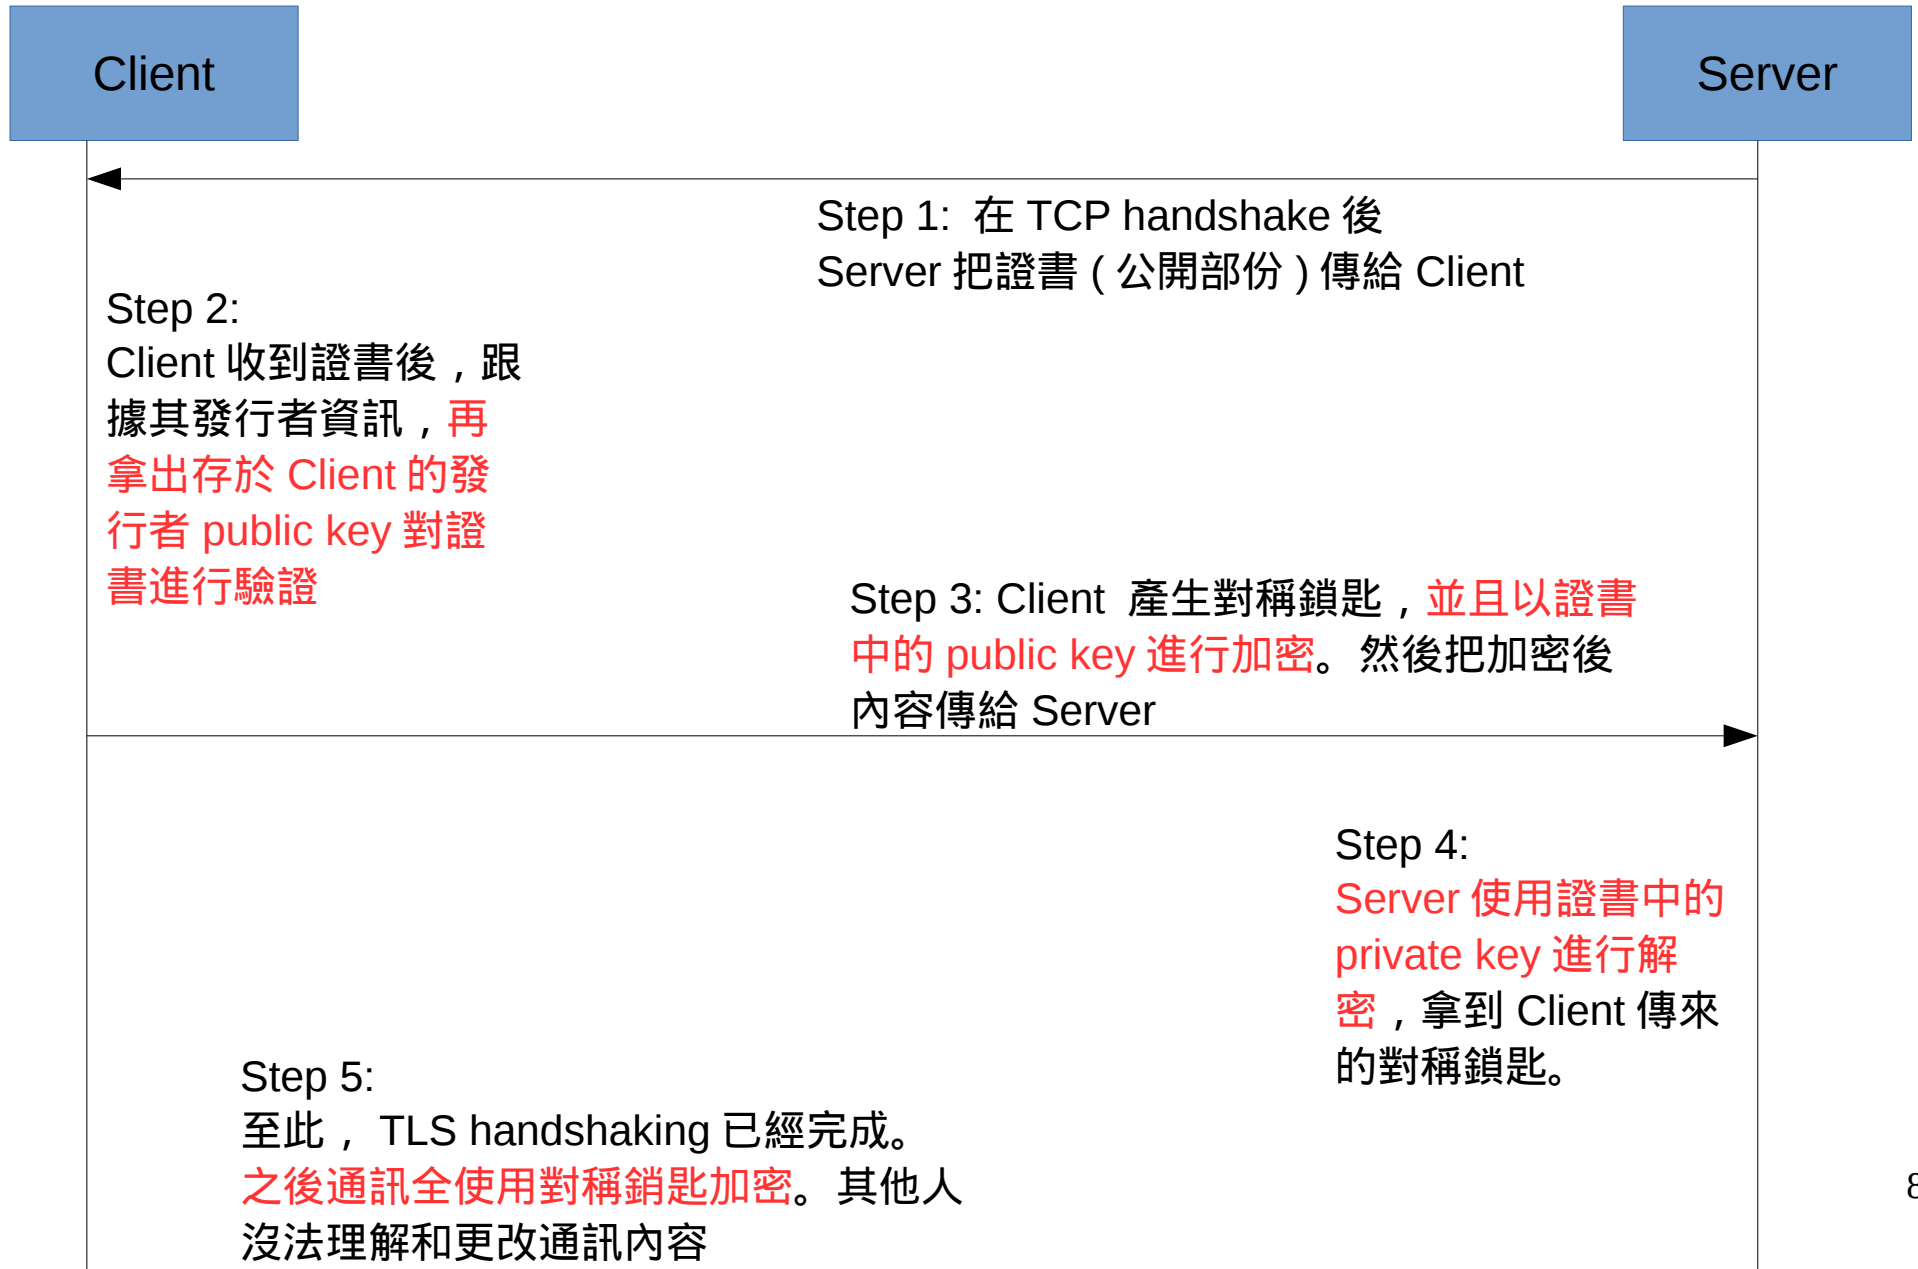 Client
Server
Step 1: 在 TCP handshake 後
Server 把證書 ( 公開部份 ) 傳給 Client
Step 2:
Client 收到證書後，跟
據其發行者資訊，再
拿出存於 Client 的發
行者 public key 對證
書進行驗證
Step 3: Client 產生對稱鎖匙，並且以證書
中的 public key 進行加密。然後把加密後
內容傳給 Server
Step 4:
Server 使用證書中的
private key 進行解
密，拿到 Client 傳來
的對稱鎖匙。
Step 5:
至此， TLS handshaking 已經完成。
之後通訊全使用對稱銷匙加密。其他人
沒法理解和更改通訊內容
8